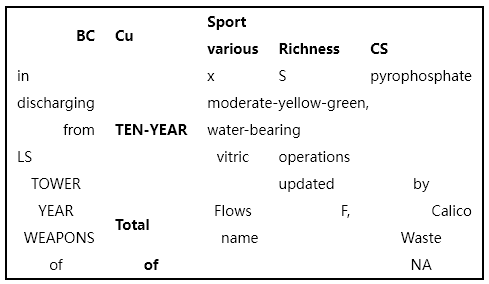 BC Cu Sport various Richness CS
in x S pyrophosphate
discharging moderate-yellow-green,
from TEN-YEAR water-bearing
LS vitric operations
TOWER updated by
YEAR Total Flows F, Calico
WEAPONS name Waste
of of NA